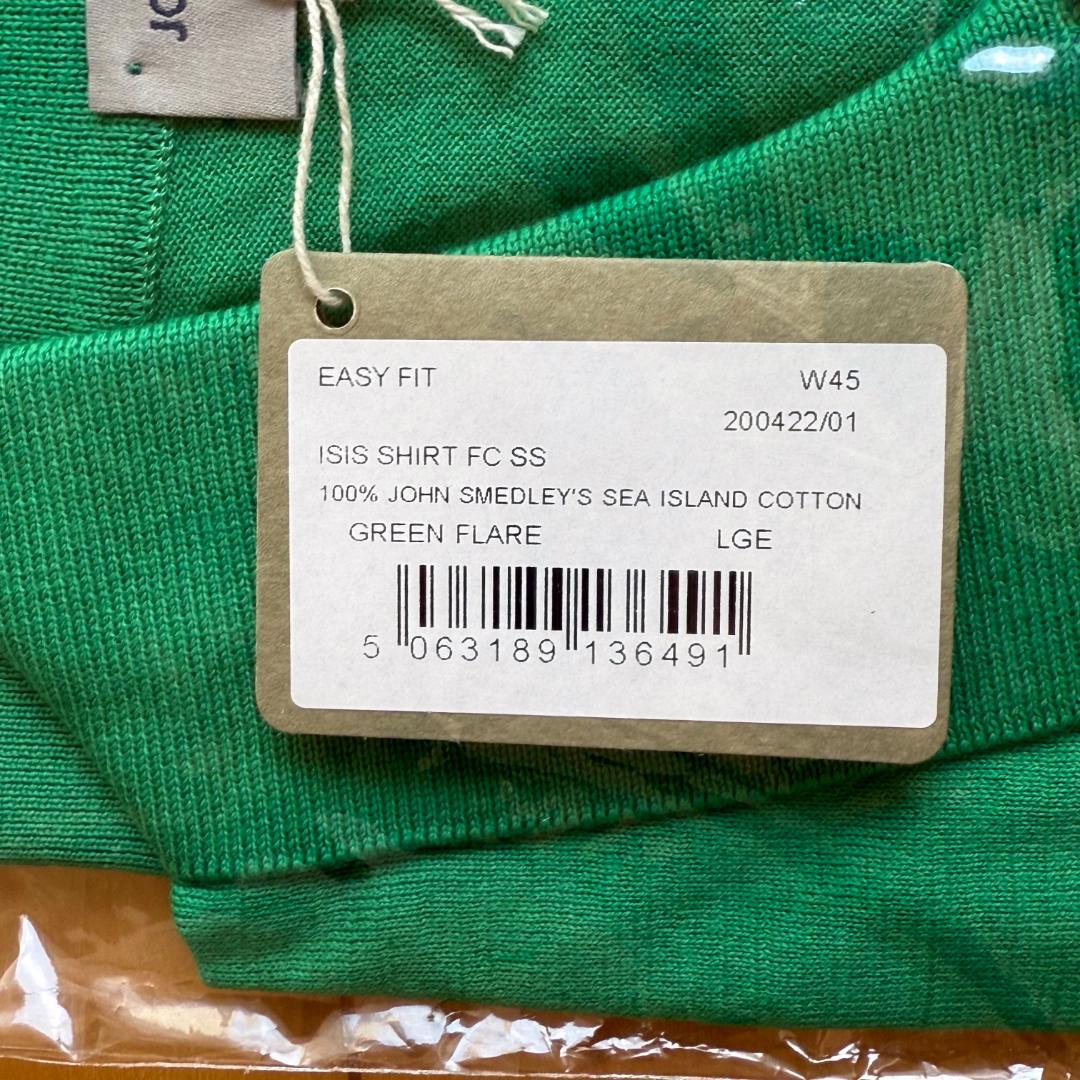 EASY FIT W45
200422/01
ISIS SHIRT FC SS
100% JOHN SMEDLEY'S SEA ISLAND COTTON
GREEN FLARE LGE
5 063189 136491